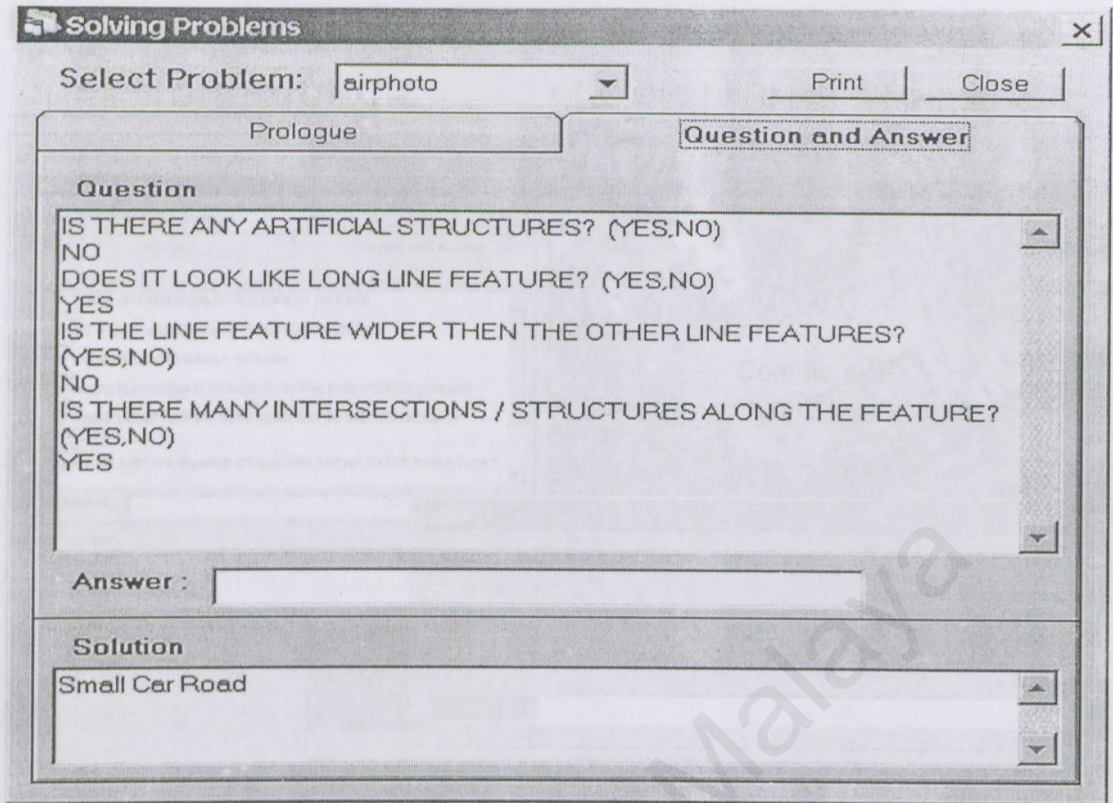 Solving Problems
Select Problem: airphoto Print Close
Prologue Question and Answer
Question
IS THERE ANY ARTIFICIAL STRUCTURES? (YES,NO)
NO
DOES IT LOOK LIKE LONG LINE FEATURE? (YES,NO)
YES
IS THE LINE FEATURE WIDER THEN THE OTHER LINE FEATURES?
(YES,NO)
NO
IS THERE MANY INTERSECTIONS / STRUCTURES ALONG THE FEATURE?
(YES,NO)
YES
Answer :
Solution
Small Car Road
Malaya